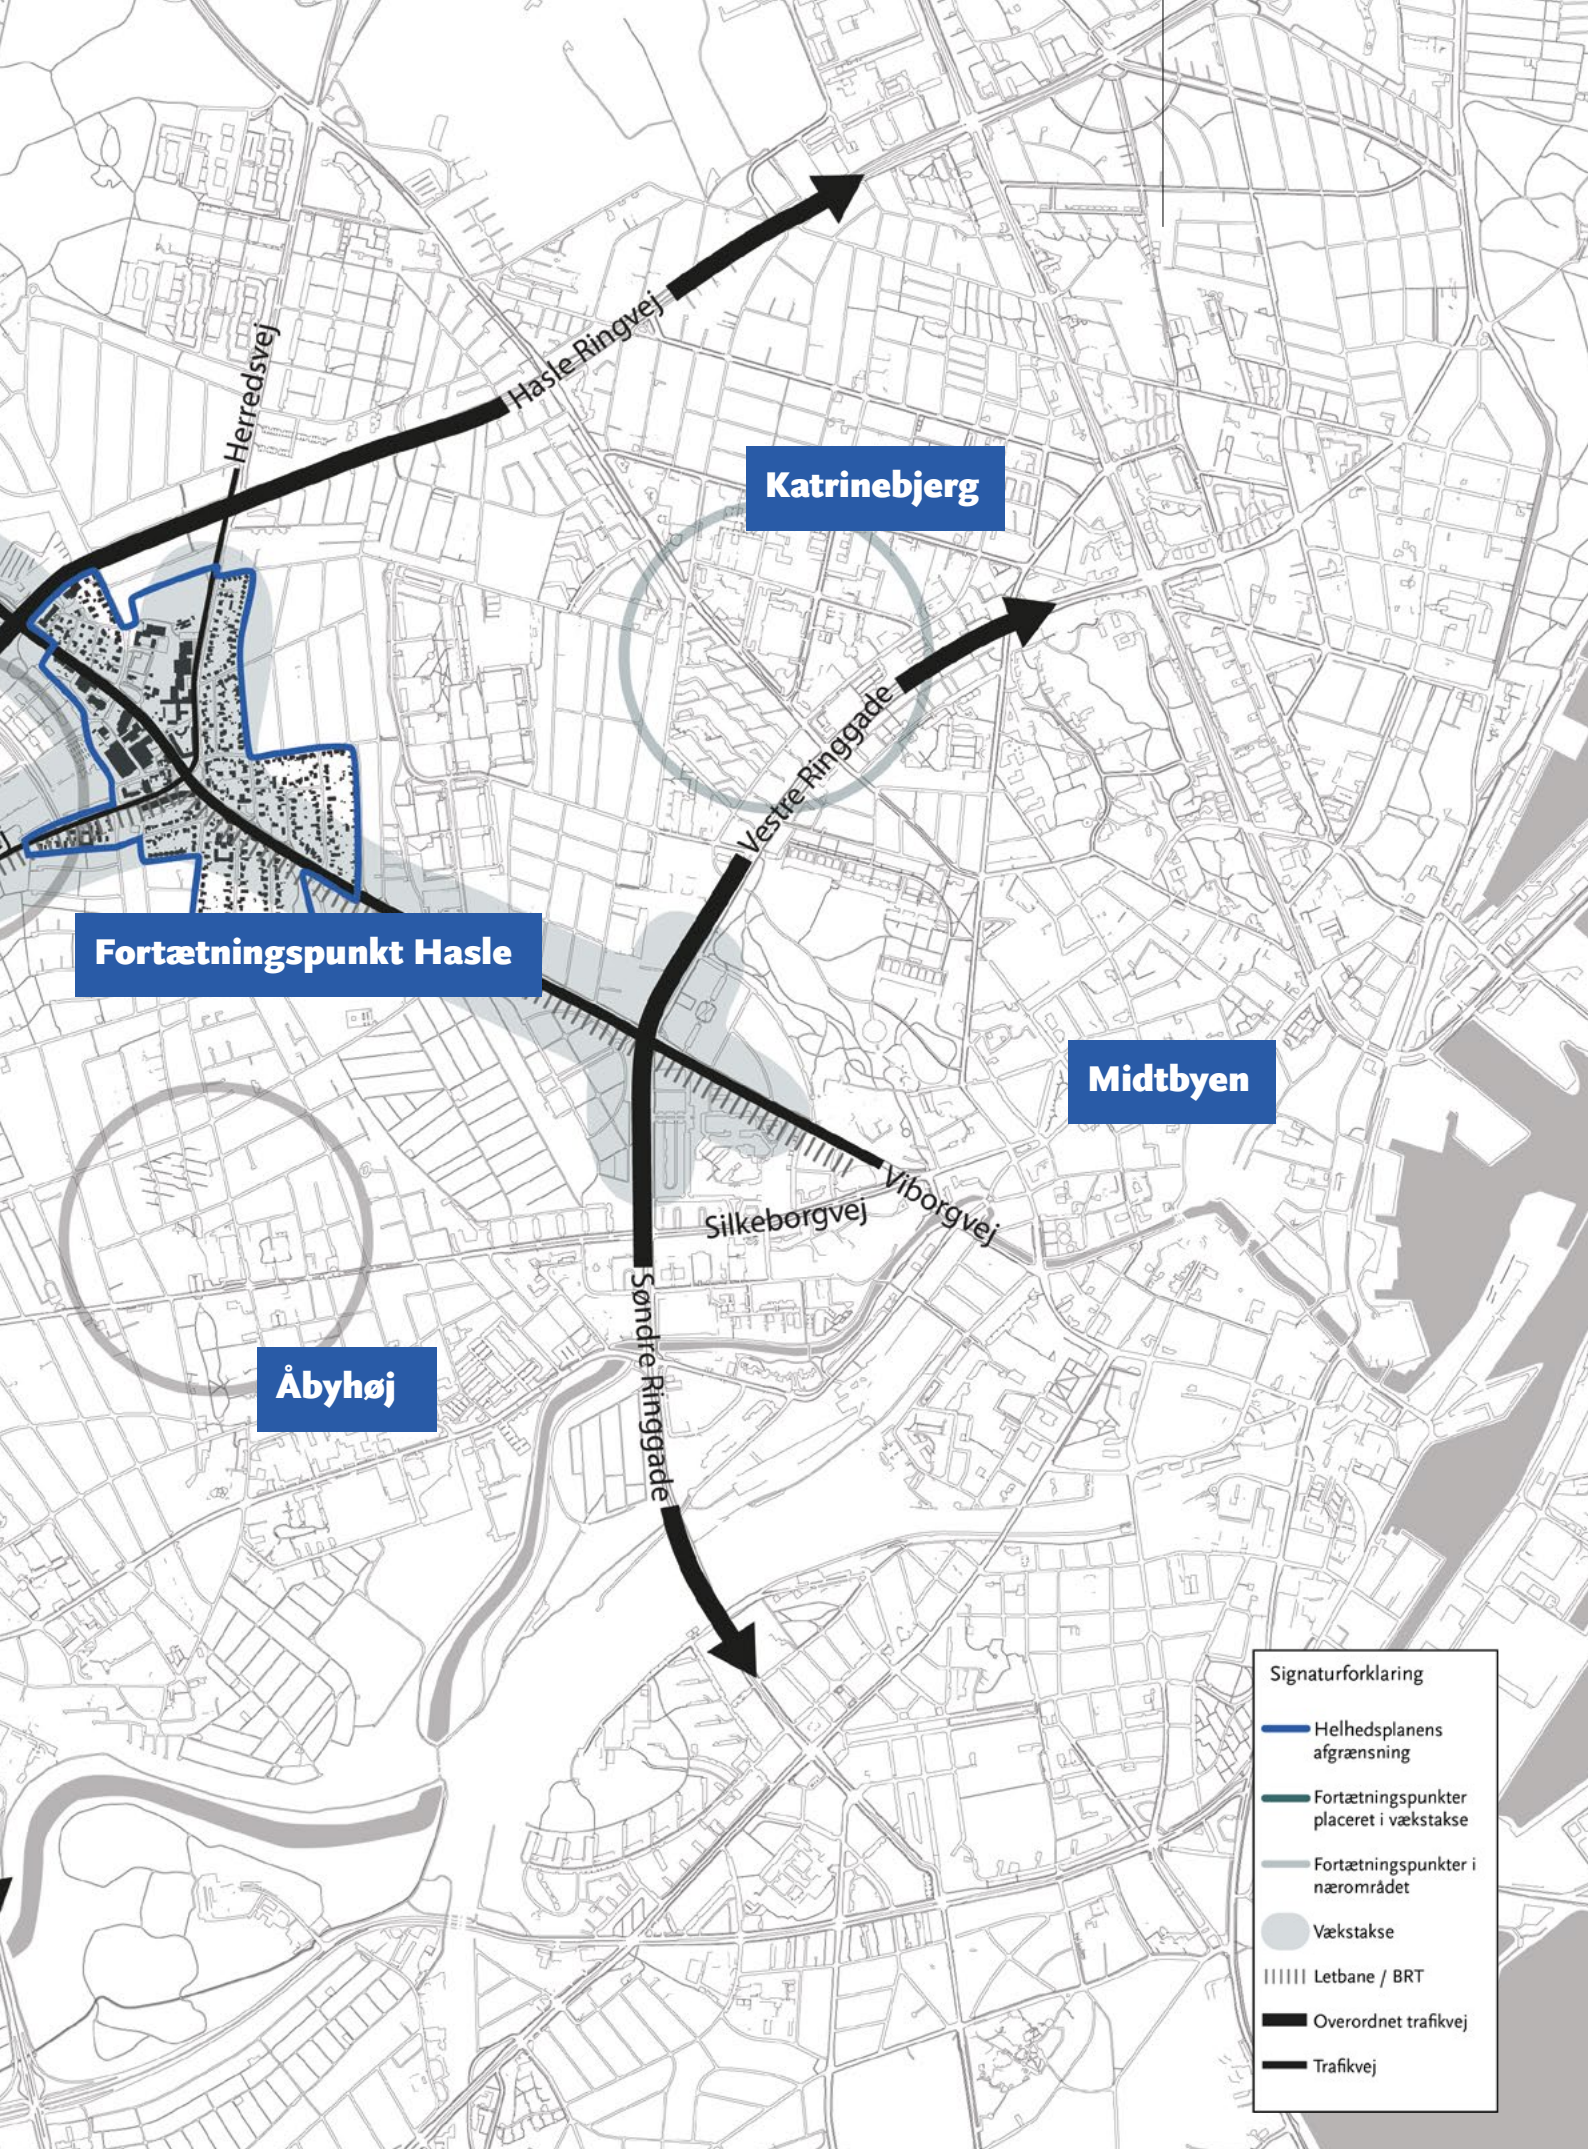 Hasle Ringvej
Herredsvej
Katrinebjerg
Vestre Ringgade
Fortætningspunkt Hasle
Midtbyen
Viborgvej
Silkeborgvej
Søndre Ringgade
Åbyhøj
Signaturforklaring
Helhedsplanens
afgrænsning
Fortætningspunkter
placeret i vækstakse
Fortætningspunkter i
nærområdet
Vækstakse
Letbane / BRT
Overordnet trafikvej
Trafikvej